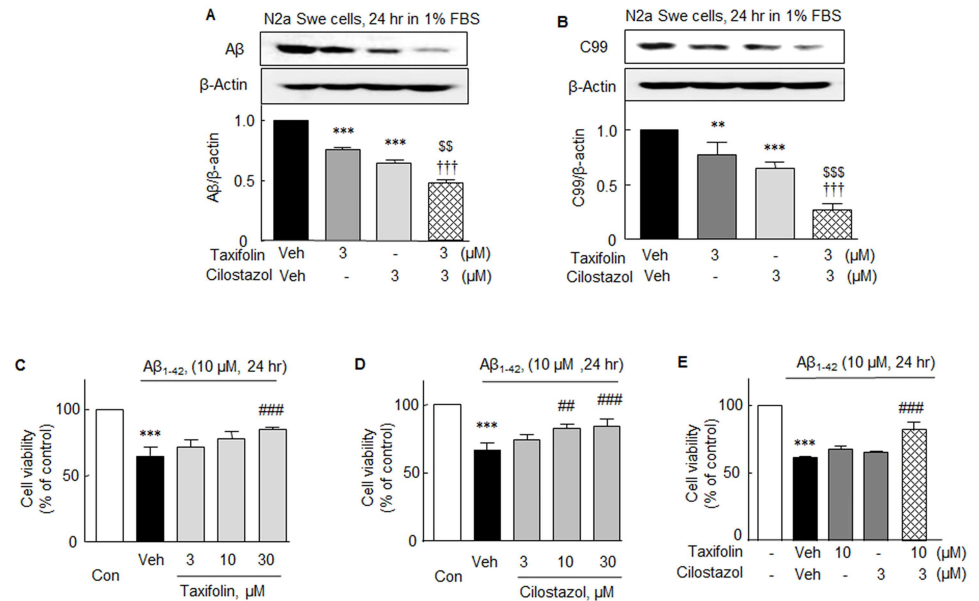 A
N2a Swe cells, 24 hr in 1% FBS
Aβ
β-Actin
Aβ/β-actin
1.0
0.5
0
***
***
$$
†††
Taxifolin Veh 3 - 3 (μM)
Cilostazol Veh - 3 3 (μM)
B
N2a Swe cells, 24 hr in 1% FBS
C99
β-Actin
C99/β-actin
1.0
0.5
0
**
***
$$$
†††
Taxifolin Veh 3 - 3 (μM)
Cilostazol Veh - 3 3 (μM)
C
Aβ1-42, (10 μM, 24 hr)
Cell viability
(% of control)
100
50
0
***
###
Con Veh 3 10 30
Taxifolin, μM
D
Aβ1-42, (10 μM ,24 hr)
Cell viability
(% of control)
100
50
0
***
##
###
Con Veh 3 10 30
Cilostazol, μM
E
Aβ1-42 (10 μM, 24 hr)
Cell viability
(% of control)
100
50
0
***
###
Taxifolin - Veh 10 - 10 (μM)
Cilostazol - Veh - 3 3 (μM)